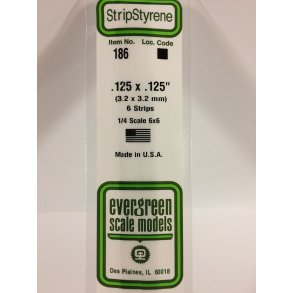 StripStyrene
Item No. Loc. Code
186
.125 x .125"
(3.2 x 3.2 mm)
6 Strips
1/4 Scale 6x6
Made in U.S.A.
evergreen
scale models
Des Plaines, IL 60018